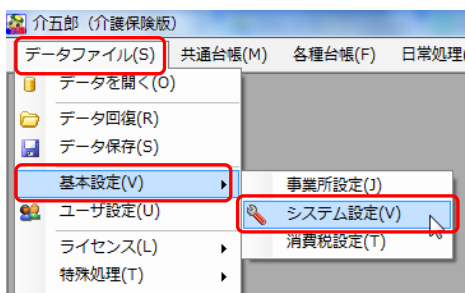 介五郎（介護保険版）
データファイル(S) 共通台帳(M) 各種台帳(F) 日常処理(
データを開く(O)
データ回復(R)
データ保存(S)
基本設定(V)
事業所設定(J)
ユーザ設定(U)
システム設定(V)
消費税設定(T)
ライセンス(L)
特殊処理(T)